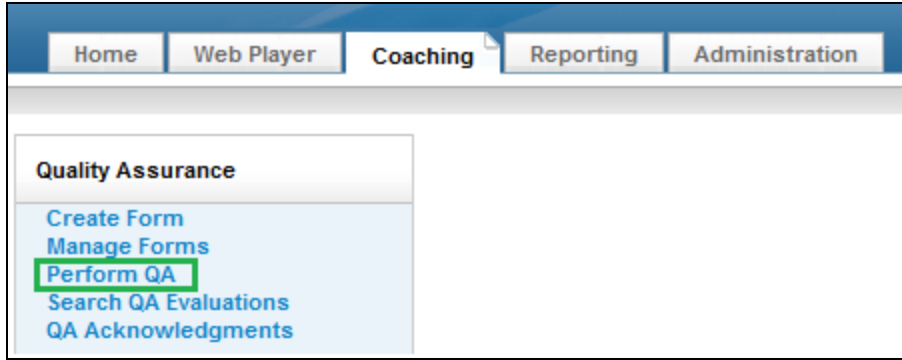 Home Web Player Coaching Reporting Administration
Quality Assurance
Create Form
Manage Forms
Perform QA
Search QA Evaluations
QA Acknowledgments